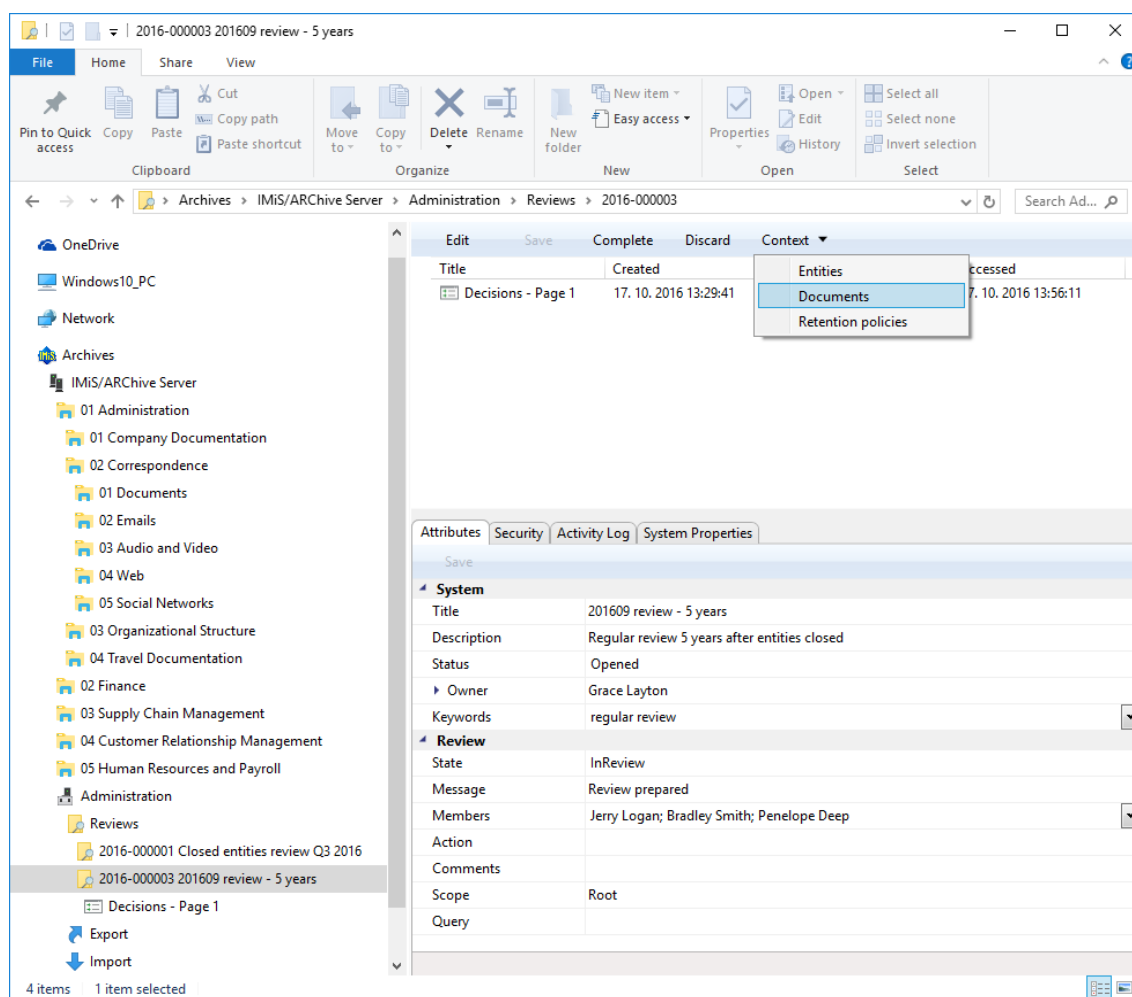 2016-000003 201609 review - 5 years
File Home Share View
Pin to Quick access
Copy
Paste
Cut
Copy path
Paste shortcut
Clipboard
Move to
Copy to
Delete
Rename
Organize
New folder
New item
Easy access
New
Properties
Open
Edit
History
Open
Select all
Select none
Invert selection
Select
Archives > IMiS/ARChive Server > Administration > Reviews > 2016-000003
Search Ad...
OneDrive
Windows10_PC
Network
Archives
IMiS/ARChive Server
01 Administration
01 Company Documentation
02 Correspondence
01 Documents
02 Emails
03 Audio and Video
04 Web
05 Social Networks
03 Organizational Structure
04 Travel Documentation
02 Finance
03 Supply Chain Management
04 Customer Relationship Management
05 Human Resources and Payroll
Administration
Reviews
2016-000001 Closed entities review Q3 2016
2016-000003 201609 review - 5 years
Decisions - Page 1
Export
Import
Edit Save Complete Discard Context
Title Created ccessed
Decisions - Page 1 17. 10. 2016 13:29:41 7. 10. 2016 13:56:11
Entities
Documents
Retention policies
Attributes Security Activity Log System Properties
Save
System
Title 201609 review - 5 years
Description Regular review 5 years after entities closed
Status Opened
Owner Grace Layton
Keywords regular review
Review
State InReview
Message Review prepared
Members Jerry Logan; Bradley Smith; Penelope Deep
Action
Comments
Scope Root
Query
4 items 1 item selected